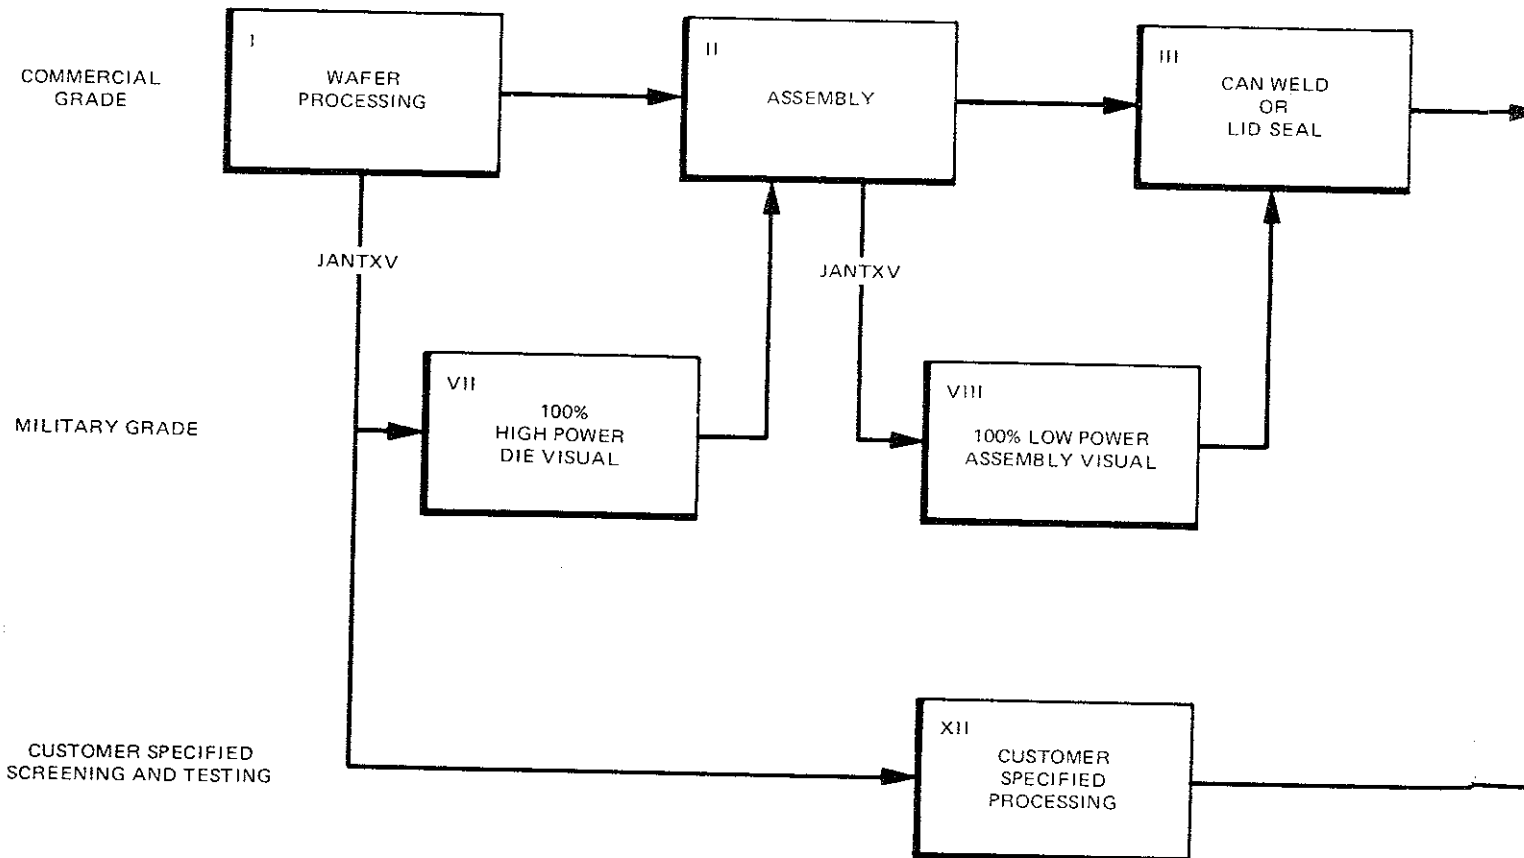 COMMERCIAL
GRADE
I
WAFER
PROCESSING
II
ASSEMBLY
III
CAN WELD
OR
LID SEAL
JANTXV
JANTXV
MILITARY GRADE
VII
100%
HIGH POWER
DIE VISUAL
VIII
100% LOW POWER
ASSEMBLY VISUAL
CUSTOMER SPECIFIED
SCREENING AND TESTING
XII
CUSTOMER
SPECIFIED
PROCESSING